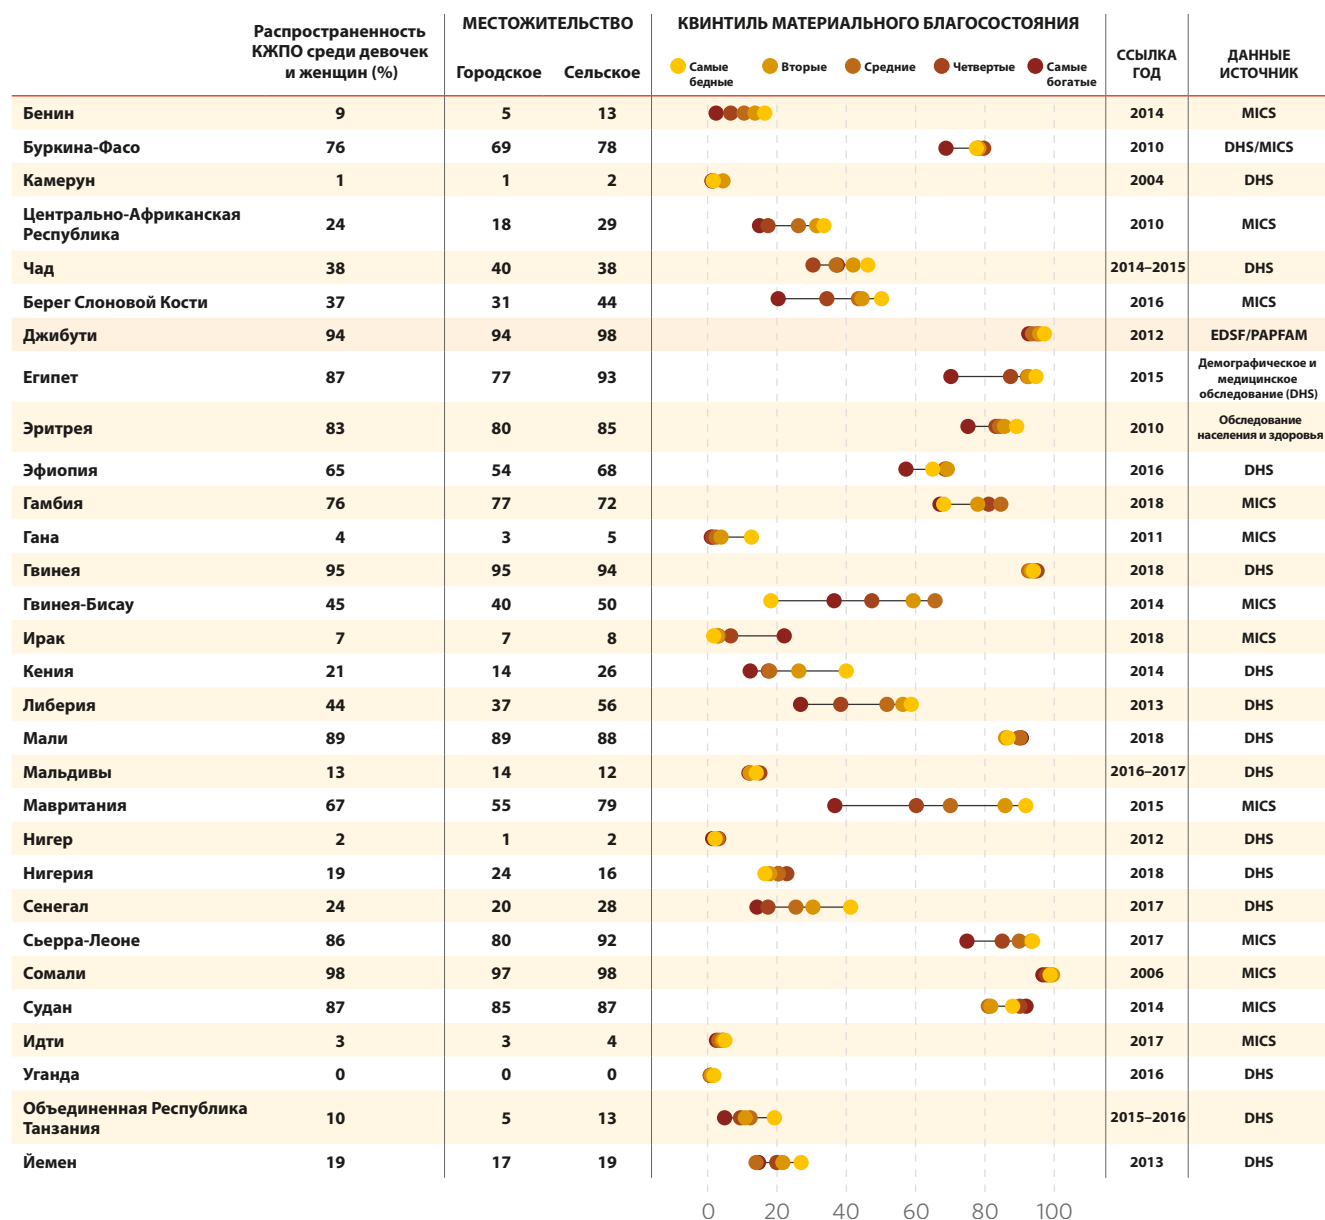 Распространенность КЖПО среди девочек и женщин (%)
МЕСТОЖИТЕЛЬСТВО
Городское Сельское
КВИНТИЛЬ МАТЕРИАЛЬНОГО БЛАГОСОСТОЯНИЯ
Самые бедные Вторые Средние Четвертые Самые богатые
ССЫЛКА ГОД
ДАННЫЕ ИСТОЧНИК
Бенин 9 5 13 2014 MICS
Буркина-Фасо 76 69 78 2010 DHS/MICS
Камерун 1 1 2 2004 DHS
Центрально-Африканская Республика 24 18 29 2010 MICS
Чад 38 40 38 2014–2015 DHS
Берег Слоновой Кости 37 31 44 2016 MICS
Джибути 94 94 98 2012 EDSF/PAPFAM
Египет 87 77 93 2015 Демографическое и медицинское обследование (DHS)
Эритрея 83 80 85 2010 Обследование населения и здоровья
Эфиопия 65 54 68 2016 DHS
Гамбия 76 77 72 2018 MICS
Гана 4 3 5 2011 MICS
Гвинея 95 95 94 2018 DHS
Гвинея-Бисау 45 40 50 2014 MICS
Ирак 7 7 8 2018 MICS
Кения 21 14 26 2014 DHS
Либерия 44 37 56 2013 DHS
Мали 89 89 88 2018 DHS
Мальдивы 13 14 12 2016–2017 DHS
Мавритания 67 55 79 2015 MICS
Нигер 2 1 2 2012 DHS
Нигерия 19 24 16 2018 DHS
Сенегал 24 20 28 2017 DHS
Сьерра-Леоне 86 80 92 2017 MICS
Сомали 98 97 98 2006 MICS
Судан 87 85 87 2014 MICS
Идти 3 3 4 2017 MICS
Уганда 0 0 0 2016 DHS
Объединенная Республика Танзания 10 5 13 2015–2016 DHS
Йемен 19 17 19 2013 DHS
0 20 40 60 80 100